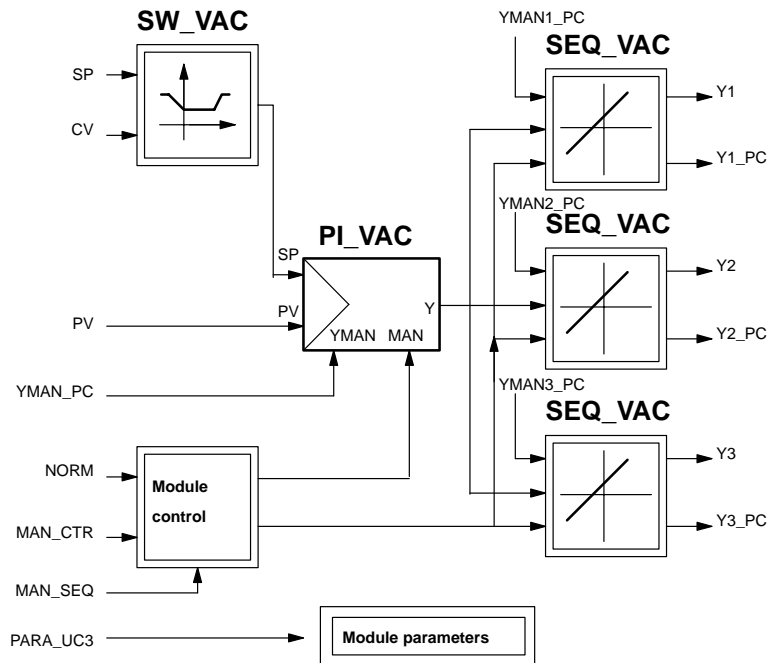 YMAN1_PC
SW_VAC
SEQ_VAC
SP
Y1
CV
Y1_PC
YMAN2_PC
SEQ_VAC
PI_VAC
SP
Y2
PV
PV
Y
YMAN MAN
Y2_PC
YMAN_PC
YMAN3_PC
SEQ_VAC
NORM
Y3
Module
control
MAN_CTR
Y3_PC
MAN_SEQ
PARA_UC3
Module parameters